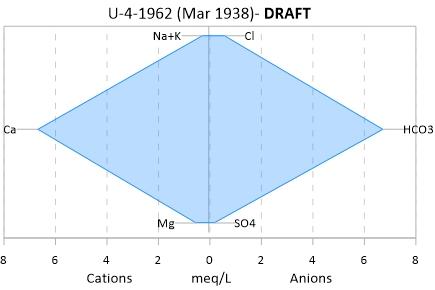 U-4-1962 (Mar 1938)- DRAFT
Na+K Cl
Ca HCO3
Mg SO4
8 6 4 2 0 2 4 6 8
Cations meq/L Anions